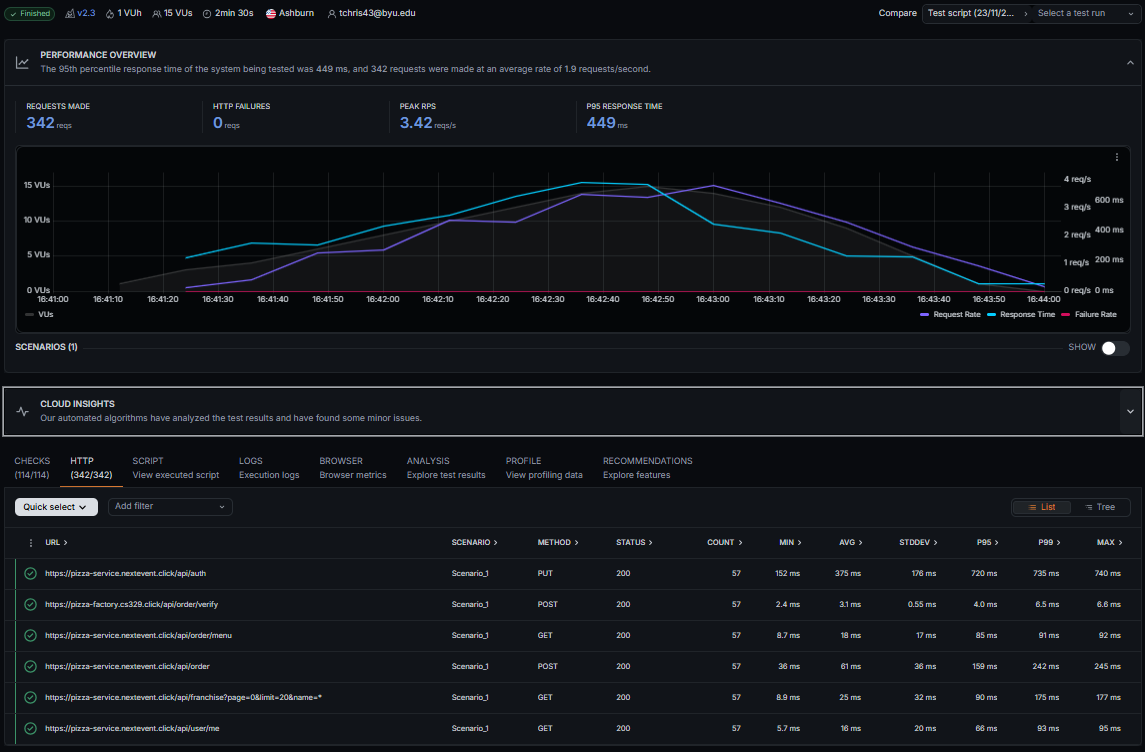 Finished v2.3 1 VUh 15 VUs 2min 30s Ashburn tchris43@byu.edu Compare Test script (23/11/2... Select a test run
PERFORMANCE OVERVIEW
The 95th percentile response time of the system being tested was 449 ms, and 342 requests were made at an average rate of 1.9 requests/second.
REQUESTS MADE HTTP FAILURES PEAK RPS P95 RESPONSE TIME
342 reqs 0 reqs 3.42 reqs/s 449 ms
15 VUs 4 req/s
600 ms
3 req/s
10 VUs
400 ms
2 req/s
5 VUs
200 ms
1 req/s
0 VUs 0 req/s 0 ms
16:41:00 16:41:10 16:41:20 16:41:30 16:41:40 16:41:50 16:42:00 16:42:10 16:42:20 16:42:30 16:42:40 16:42:50 16:43:00 16:43:10 16:43:20 16:43:30 16:43:40 16:43:50 16:44:00
VUs Request Rate Response Time Failure Rate
SCENARIOS (1) SHOW
CLOUD INSIGHTS
Our automated algorithms have analyzed the test results and have found some minor issues.
CHECKS HTTP SCRIPT LOGS BROWSER ANALYSIS PROFILE RECOMMENDATIONS
(114/114) (342/342) View executed script Execution logs Browser metrics Explore test results View profiling data Explore features
Quick select Add filter List Tree
URL SCENARIO METHOD STATUS COUNT MIN AVG STDDEV P95 P99 MAX
https://pizza-service.nextevent.click/api/auth Scenario_1 PUT 200 57 152 ms 375 ms 176 ms 720 ms 735 ms 740 ms
https://pizza-factory.cs329.click/api/order/verify Scenario_1 POST 200 57 2.4 ms 3.1 ms 0.55 ms 4.0 ms 6.5 ms 6.6 ms
https://pizza-service.nextevent.click/api/order/menu Scenario_1 GET 200 57 8.7 ms 18 ms 17 ms 85 ms 91 ms 92 ms
https://pizza-service.nextevent.click/api/order Scenario_1 POST 200 57 36 ms 61 ms 36 ms 159 ms 242 ms 245 ms
https://pizza-service.nextevent.click/api/franchise?page=0&limit=20&name=* Scenario_1 GET 200 57 8.9 ms 25 ms 32 ms 90 ms 175 ms 177 ms
https://pizza-service.nextevent.click/api/user/me Scenario_1 GET 200 57 5.7 ms 16 ms 20 ms 66 ms 93 ms 95 ms